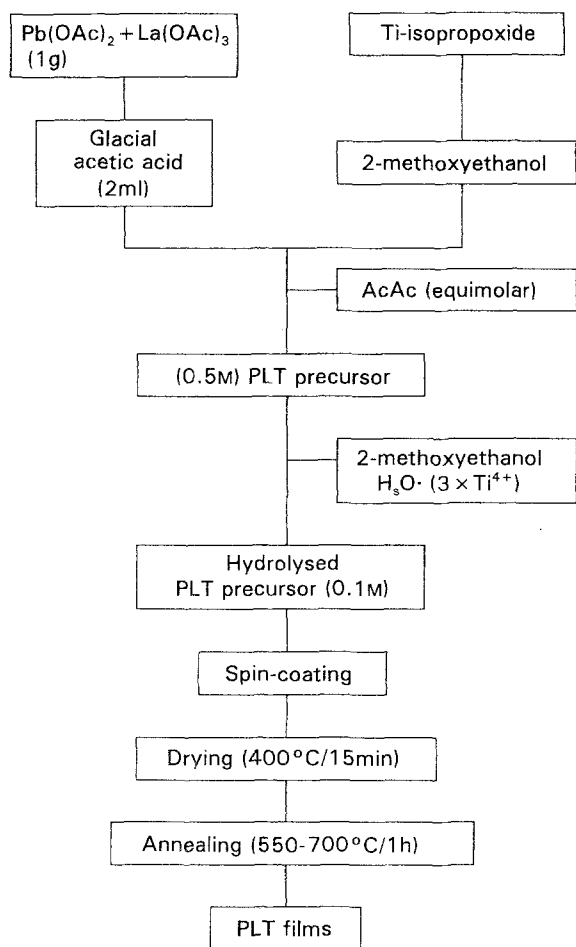 Pb(OAc)₂ + La(OAc)₃
(1g)
Ti-isopropoxide
Glacial
acetic acid
(2ml)
2-methoxyethanol
AcAc (equimolar)
(0.5M) PLT precursor
2-methoxyethanol
HₛO· (3 × Ti⁴⁺)
Hydrolysed
PLT precursor (0.1M)
Spin-coating
Drying (400°C/15min)
Annealing (550-700°C/1h)
PLT films